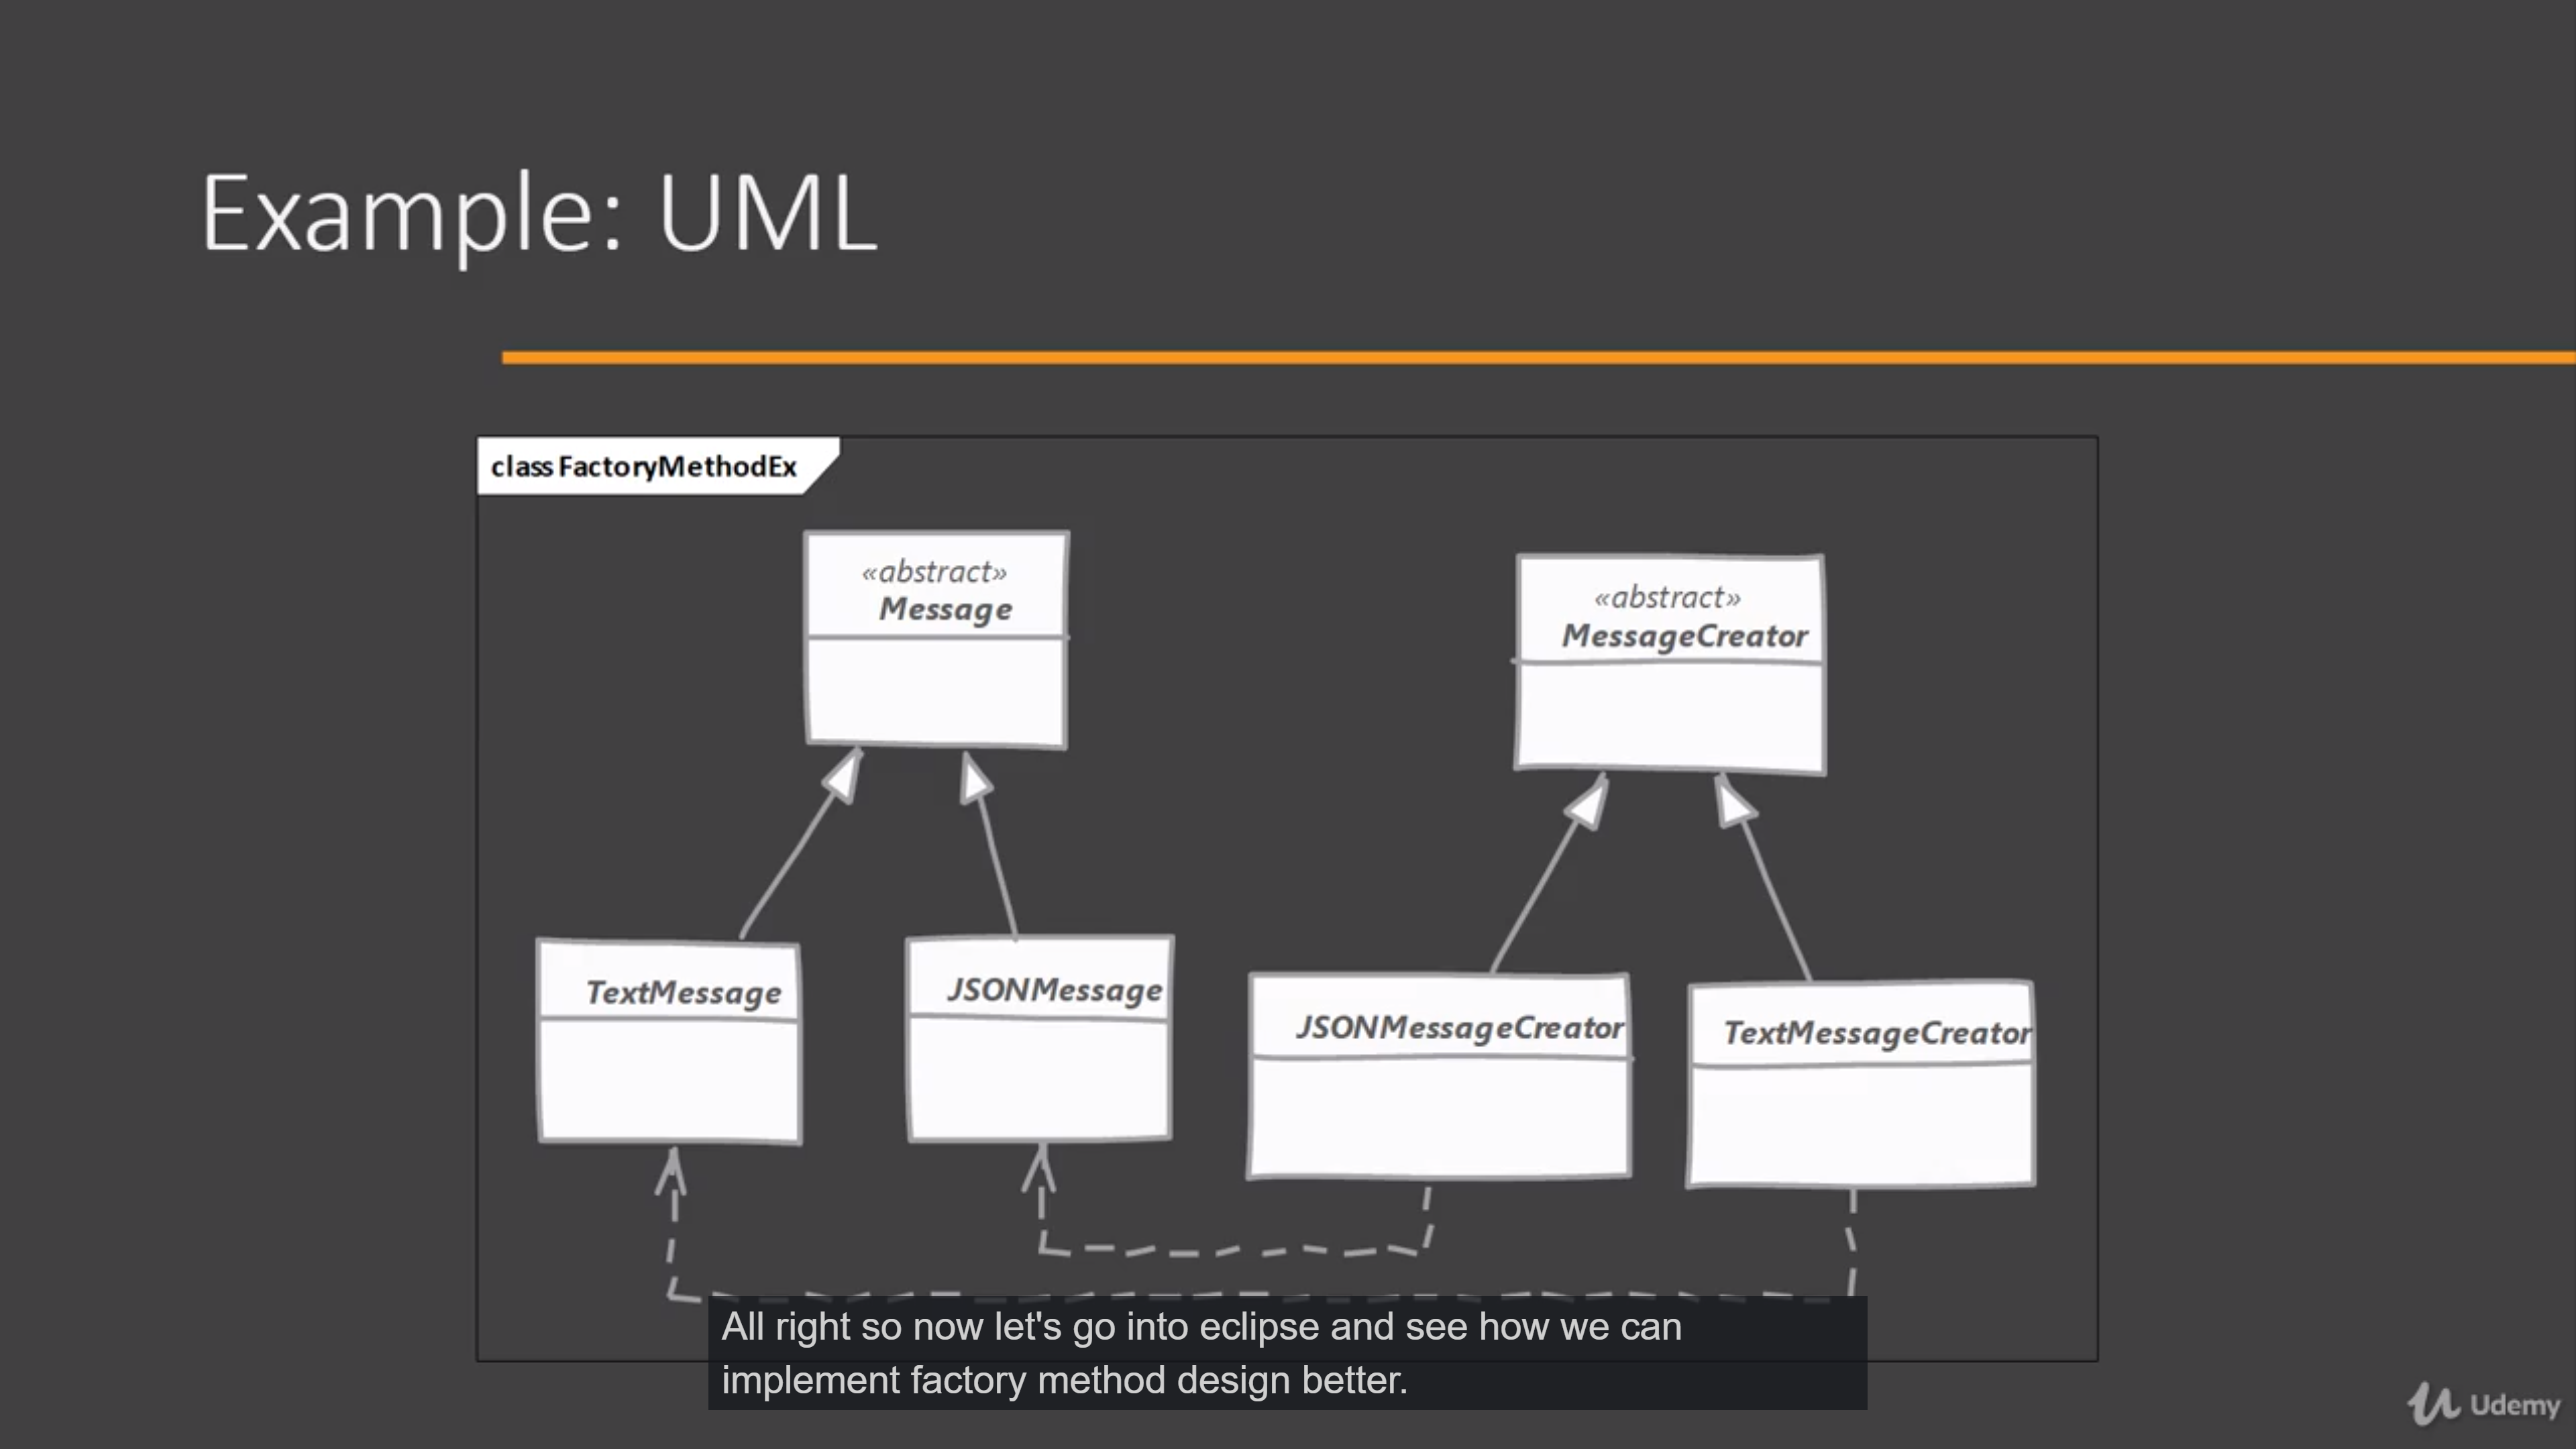 Example: UML
class FactoryMethodEx
«abstract»
Message
«abstract»
MessageCreator
TextMessage
JSONMessage
JSONMessageCreator
TextMessageCreator
All right so now let's go into eclipse and see how we can
implement factory method design better.
Udemy